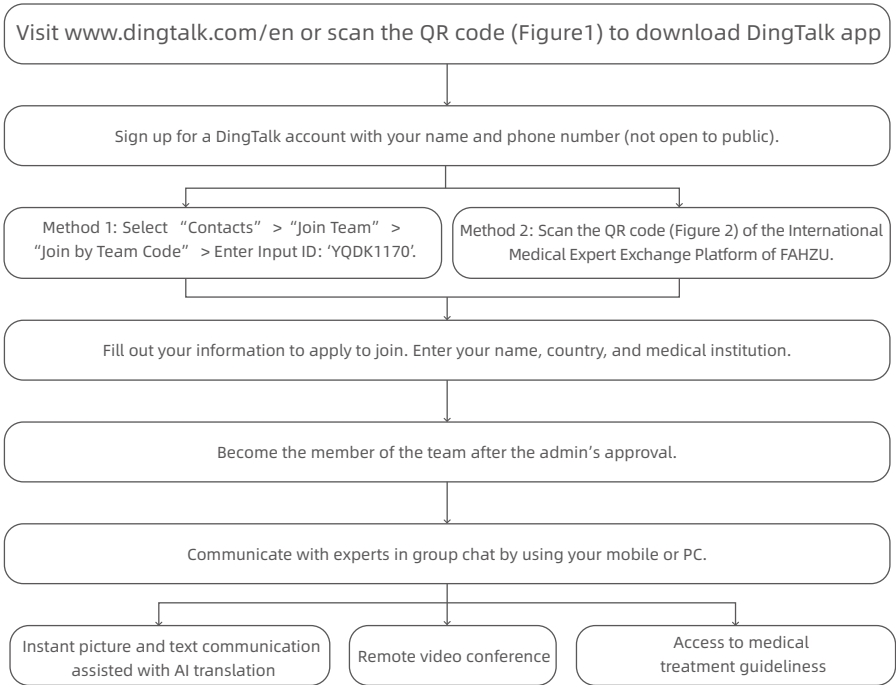 Visit www.dingtalk.com/en or scan the QR code (Figure1) to download DingTalk app
Sign up for a DingTalk account with your name and phone number (not open to public).
Method 1: Select “Contacts” > “Join Team” >
“Join by Team Code” > Enter Input ID: ‘YQDK1170’.
Method 2: Scan the QR code (Figure 2) of the International
Medical Expert Exchange Platform of FAHZU.
Fill out your information to apply to join. Enter your name, country, and medical institution.
Become the member of the team after the admin’s approval.
Communicate with experts in group chat by using your mobile or PC.
Instant picture and text communication
assisted with AI translation
Remote video conference
Access to medical
treatment guideliness